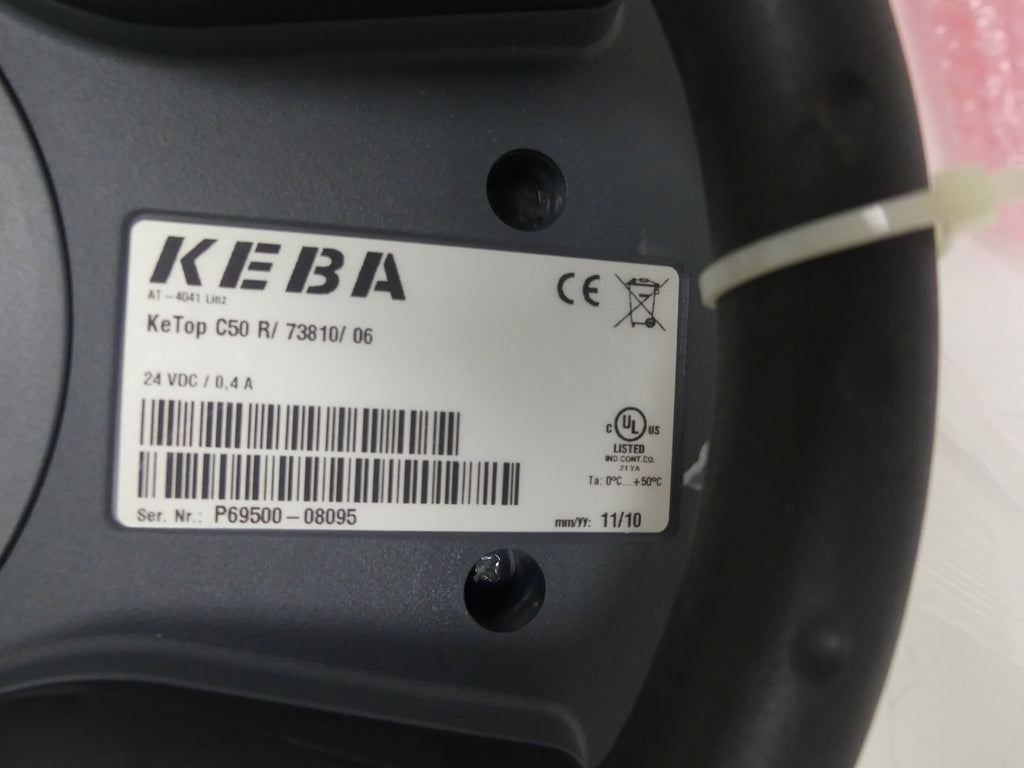 KEBA
AT-4041 Linz
KeTop C50 R/ 73810/ 06
24 VDC / 0,4 A
CE
C UL US
LISTED
IND.CONT.EQ.
21 YA
Ta: 0°C...+50°C
Ser. Nr.: P69500-08095
mm/YY: 11/10